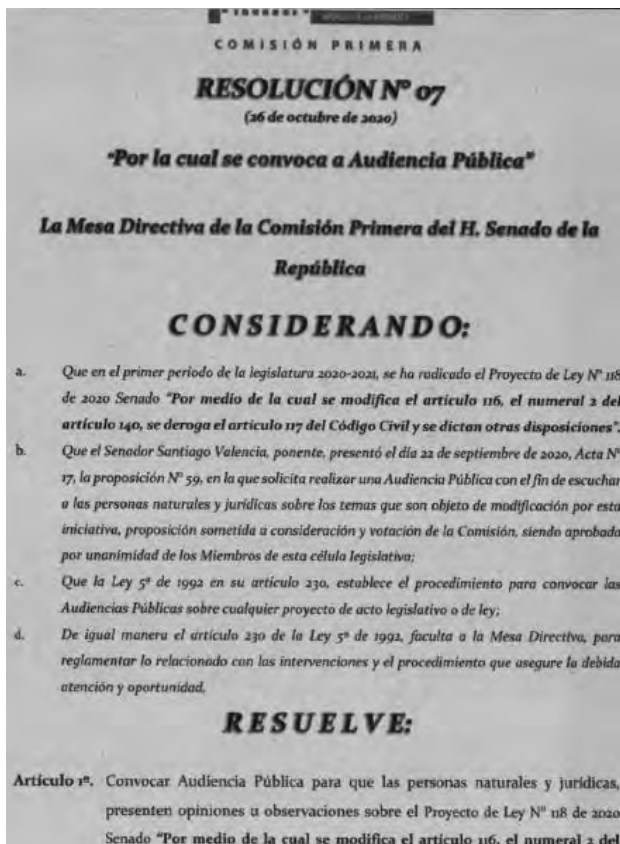 COMISIÓN PRIMERA
RESOLUCIÓN Nº 07
(26 de octubre de 2020)
"Por la cual se convoca a Audiencia Pública"
La Mesa Directiva de la Comisión Primera del H. Senado de la
República
CONSIDERANDO:
a. Que en el primer periodo de la legislatura 2020-2021, se ha radicado el Proyecto de Ley Nº 118
de 2020 Senado "Por medio de la cual se modifica el artículo 116, el numeral 2 del
artículo 140, se deroga el artículo 117 del Código Civil y se dictan otras disposiciones".
b. Que el Senador Santiago Valencia, ponente, presentó el día 22 de septiembre de 2020, Acta Nº
17, la proposición Nº 59, en la que solicita realizar una Audiencia Pública con el fin de escuchar
a las personas naturales y jurídicas sobre los temas que son objeto de modificación por esta
iniciativa, proposición sometida a consideración y votación de la Comisión, siendo aprobada
por unanimidad de los Miembros de esta célula legislativa;
c. Que la Ley 5ª de 1992 en su artículo 230, establece el procedimiento para convocar las
Audiencias Públicas sobre cualquier proyecto de acto legislativo o de ley;
d. De igual manera el artículo 230 de la Ley 5ª de 1992, faculta a la Mesa Directiva, para
reglamentar lo relacionado con las intervenciones y el procedimiento que asegure la debida
atención y oportunidad,
RESUELVE:
Artículo 1º. Convocar Audiencia Pública para que las personas naturales y jurídicas,
presenten opiniones u observaciones sobre el Proyecto de Ley Nº 118 de 2020
Senado "Por medio de la cual se modifica el artículo 116, el numeral 2 del